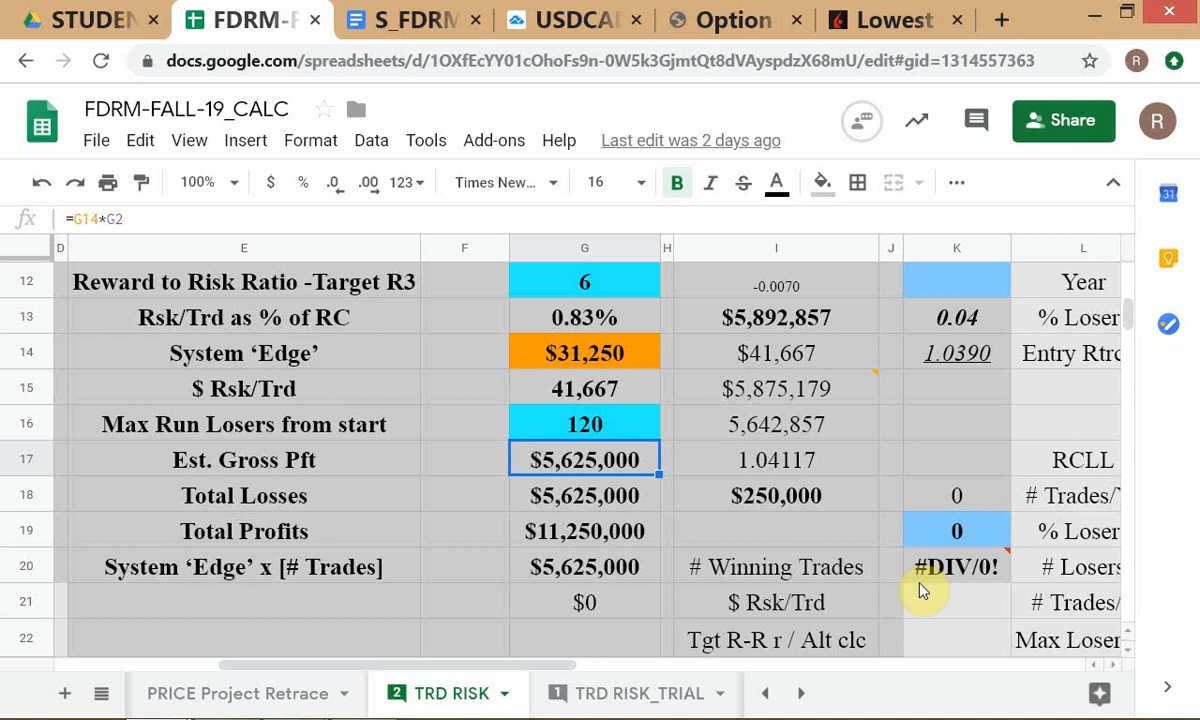 STUDEN × FDRM-F × S_FDRM × USDCA × Option × Lowest × +
docs.google.com/spreadsheets/d/1OXfEcYY01cOhoFs9n-0W5k3GjmtQt8dVAyspdzX68mU/edit#gid=1314557363 R
FDRM-FALL-19_CALC
File Edit View Insert Format Data Tools Add-ons Help Last edit was 2 days ago Share R
100% $ % .0 .00 123 Times New... 16 B I S A ...
31
fx =G14*G2
D E F G H I J K L
12 Reward to Risk Ratio -Target R3 6 -0.0070 Year
13 Rsk/Trd as % of RC 0.83% $5,892,857 0.04 % Loser
14 System ‘Edge’ $31,250 $41,667 1.0390 Entry Rtrc
15 $ Rsk/Trd 41,667 $5,875,179
16 Max Run Losers from start 120 5,642,857
17 Est. Gross Pft $5,625,000 1.04117 RCLL
18 Total Losses $5,625,000 $250,000 0 # Trades/Y
19 Total Profits $11,250,000 0 % Loser
20 System ‘Edge’ x [# Trades] $5,625,000 # Winning Trades #DIV/0! # Losers
21 $0 $ Rsk/Trd # Trades/
22 Tgt R-R r / Alt clc Max Loser
+ PRICE Project Retrace 2 TRD RISK 1 TRD RISK_TRIAL